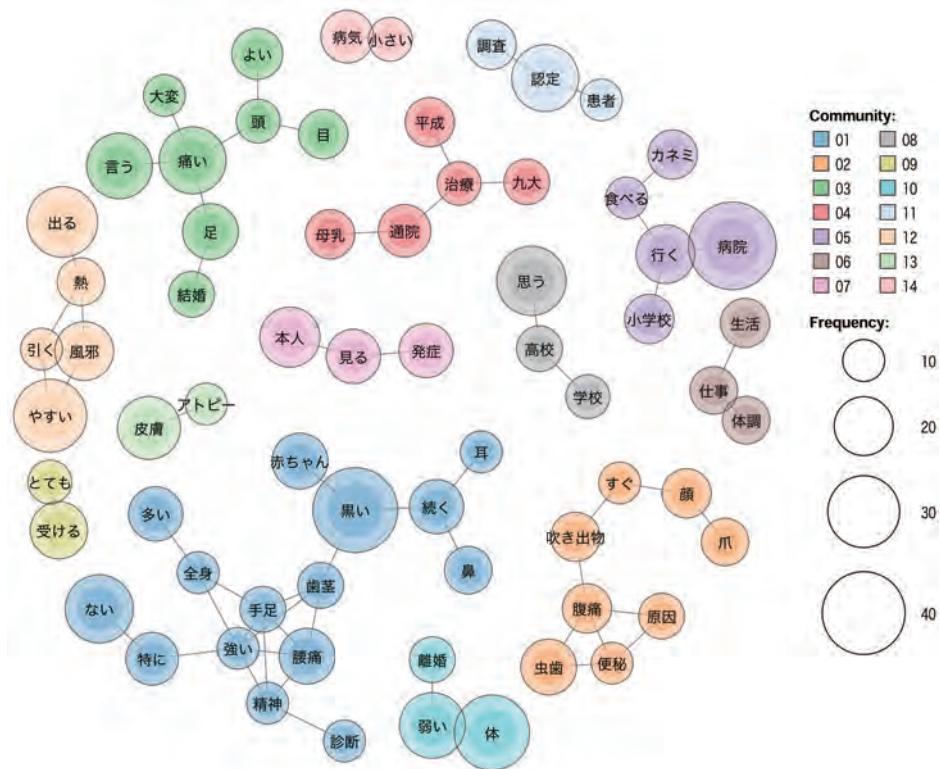 病気
小さい
調査
認定
患者
よい
大変
頭
目
言う
痛い
足
結婚
平成
治療
九大
母乳
通院
カネミ
食べる
行く
病院
小学校
出る
熱
引く
風邪
やすい
本人
見る
発症
思う
高校
学校
生活
仕事
体調
アトピー
皮膚
とても
受ける
赤ちゃん
黒い
続く
耳
鼻
多い
全身
手足
歯茎
ない
特に
強い
腰痛
精神
診断
離婚
弱い
体
すぐ
顔
爪
吹き出物
腹痛
原因
虫歯
便秘
Community:
01 08
02 09
03 10
04 11
05 12
06 13
07 14
Frequency:
10
20
30
40